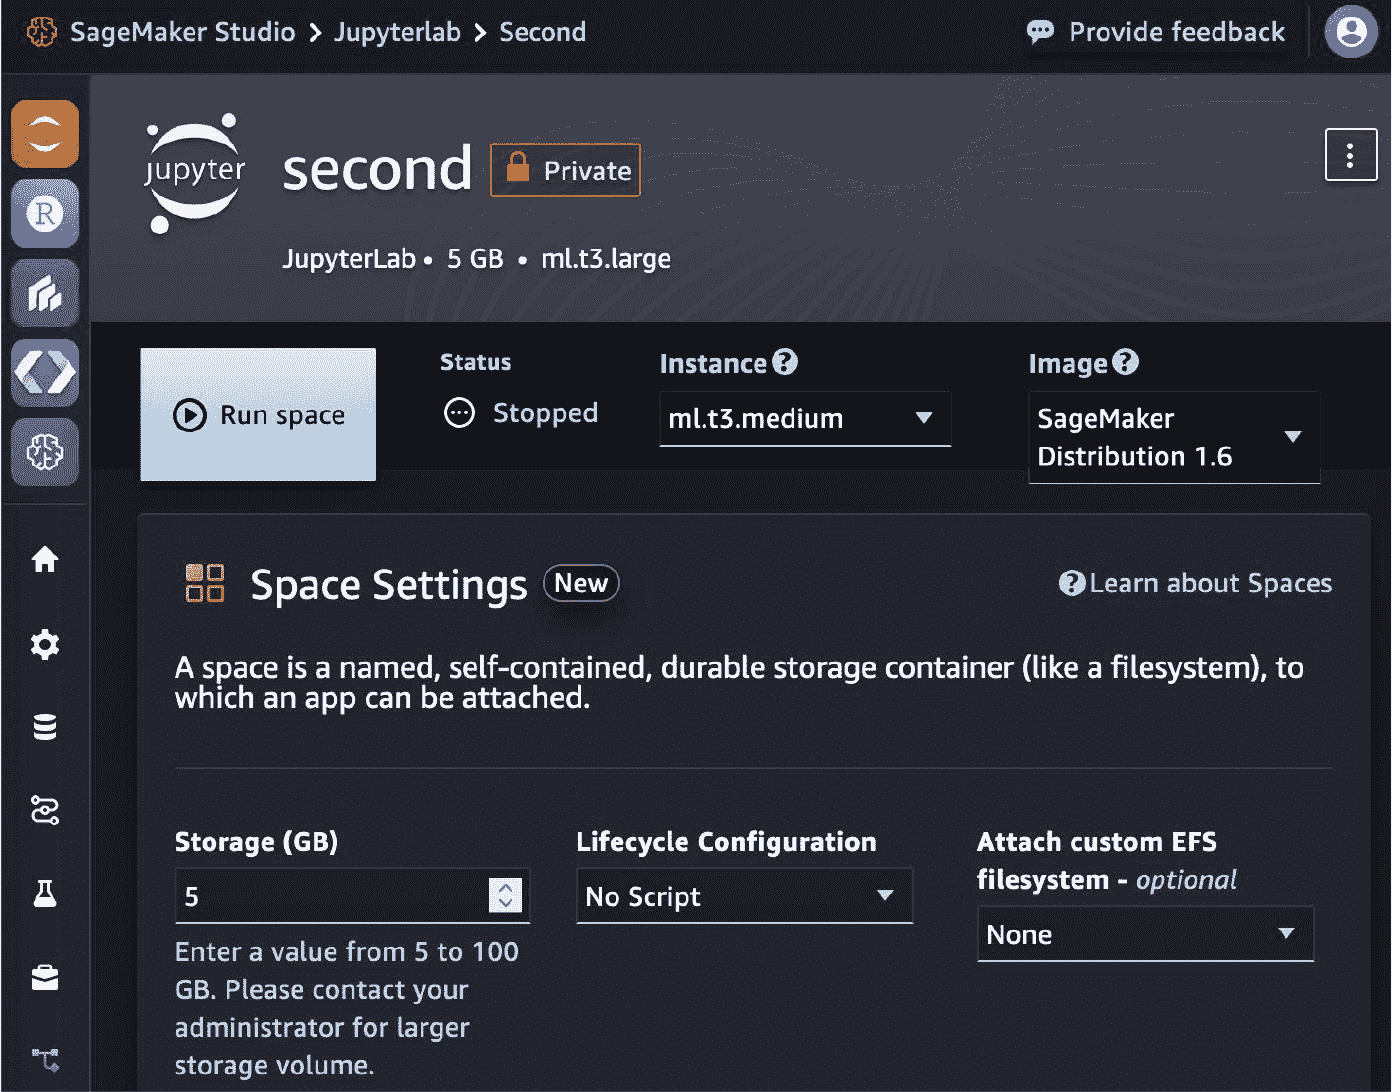 SageMaker Studio > Jupyterlab > Second
Provide feedback
jupyter
second
Private
JupyterLab • 5 GB • ml.t3.large
R
Run space
Status
Stopped
Instance ?
ml.t3.medium
Image ?
SageMaker
Distribution 1.6
Space Settings
New
? Learn about Spaces
A space is a named, self-contained, durable storage container (like a filesystem), to
which an app can be attached.
Storage (GB)
5
Enter a value from 5 to 100
GB. Please contact your
administrator for larger
storage volume.
Lifecycle Configuration
No Script
Attach custom EFS
filesystem - optional
None